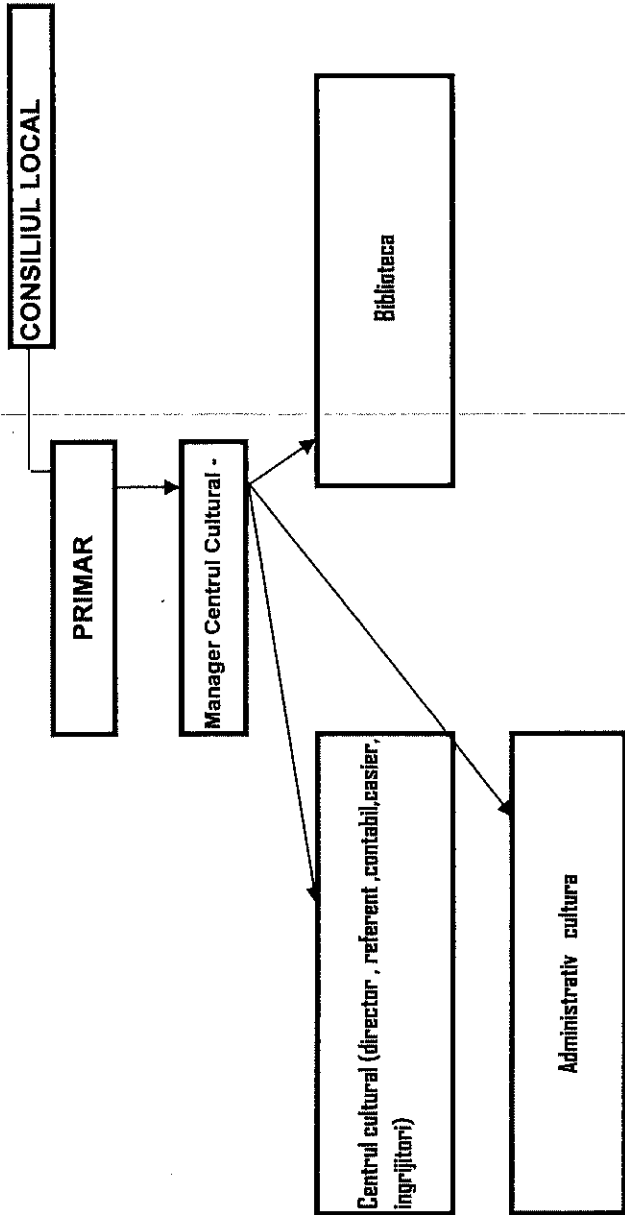 CONSILIUL LOCAL
PRIMAR
Manager Centrul Cultural -
Centrul cultural (director , referent ,contabil,casier,
ingrijitori)
Biblioteca
Administrativ cultura